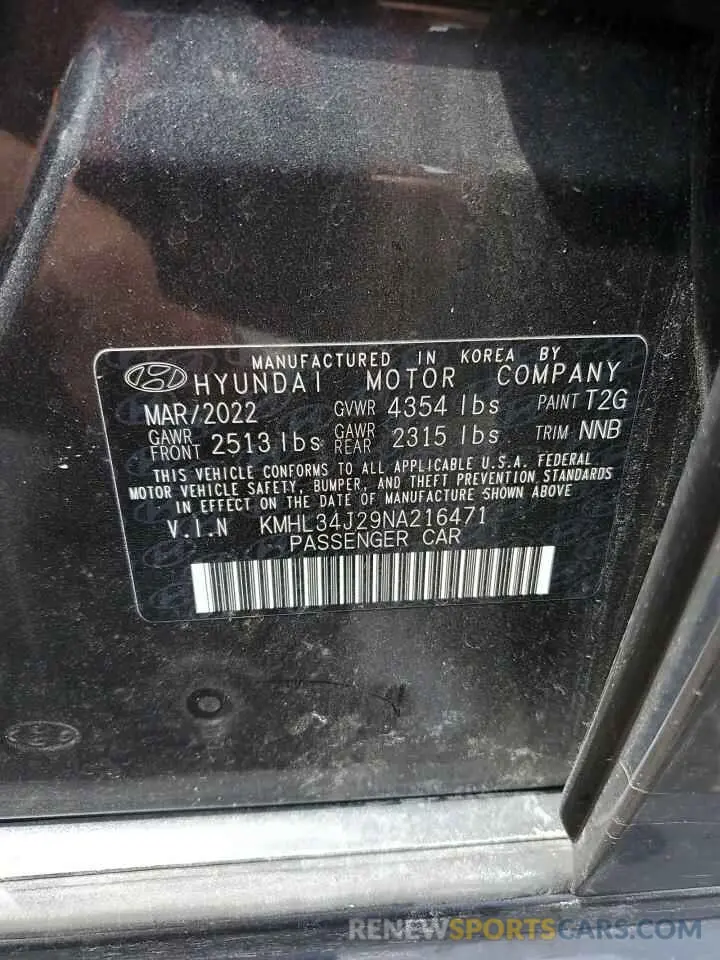 MANUFACTURED IN KOREA BY
HYUNDAI MOTOR COMPANY
MAR/2022 GVWR 4354 lbs PAINT T2G
GAWR FRONT 2513 lbs GAWR REAR 2315 lbs TRIM NNB
THIS VEHICLE CONFORMS TO ALL APPLICABLE U.S.A. FEDERAL
MOTOR VEHICLE SAFETY, BUMPER, AND THEFT PREVENTION STANDARDS
IN EFFECT ON THE DATE OF MANUFACTURE SHOWN ABOVE
V.I.N KMHL34J29NA216471
PASSENGER CAR
RENEWSPORTSCARS.COM